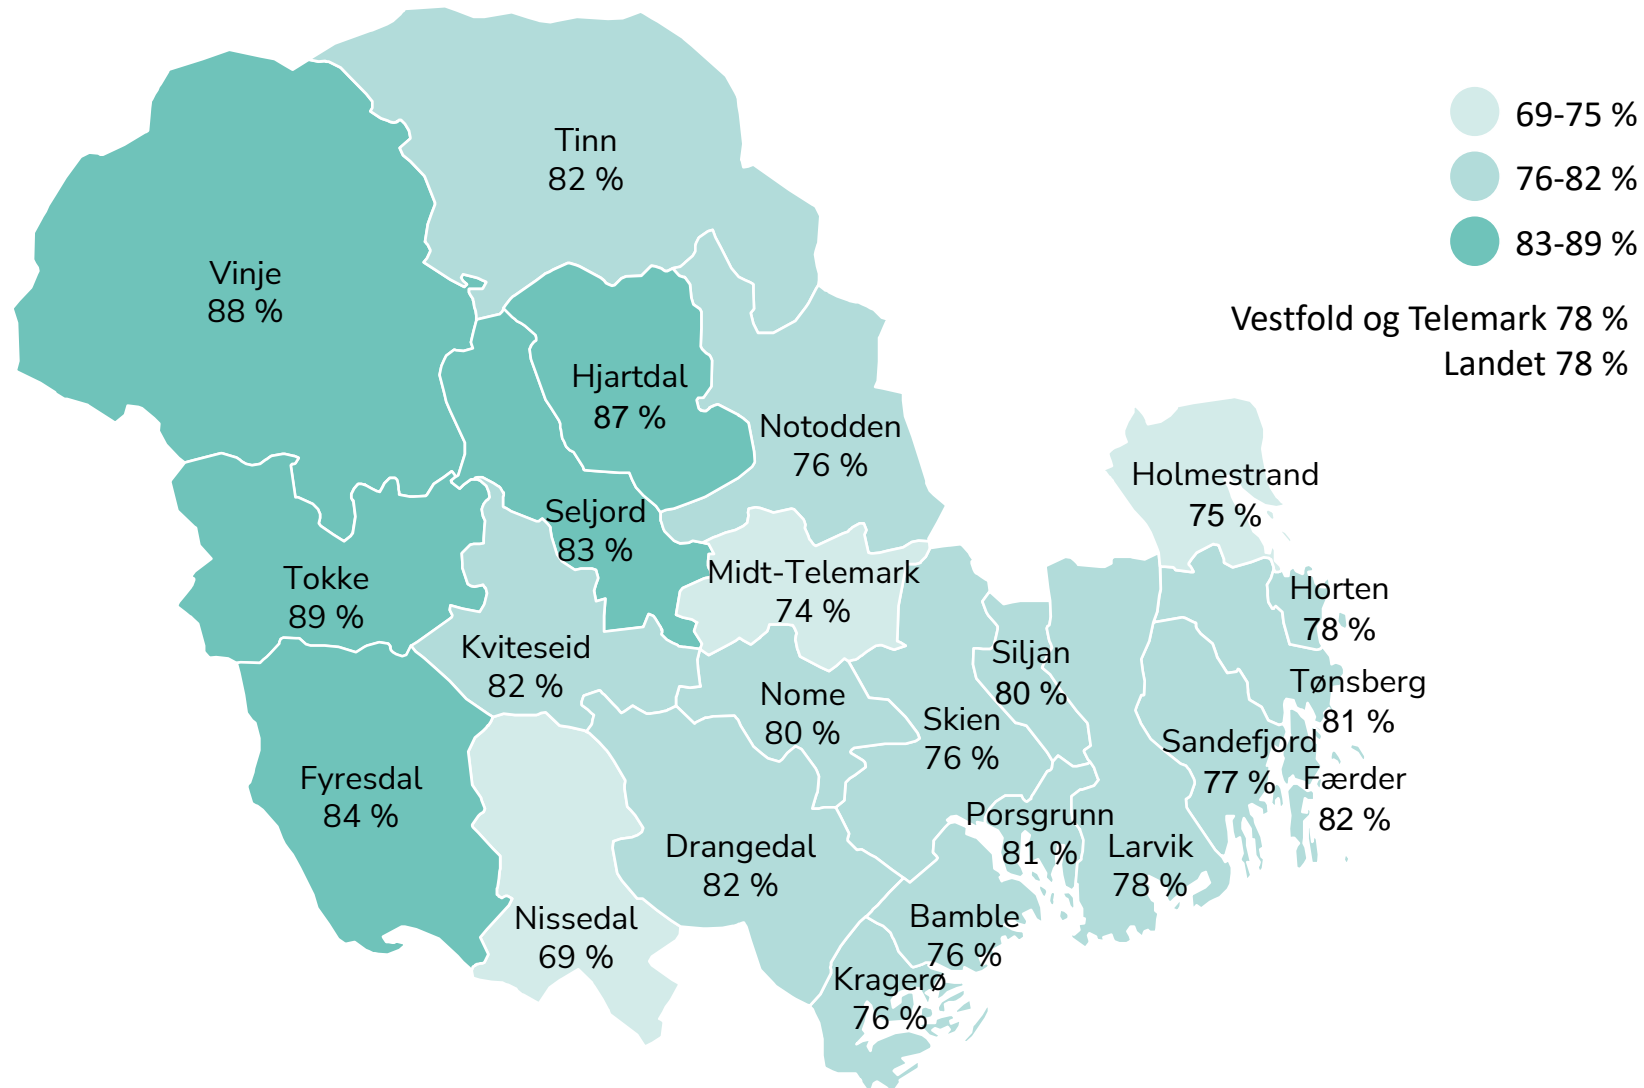 Tinn
82 %
69-75 %
76-82 %
83-89 %
Vestfold og Telemark 78 %
Landet 78 %
Vinje
88 %
Hjartdal
87 %
Notodden
76 %
Holmestrand
75 %
Seljord
83 %
Tokke
89 %
Midt-Telemark
74 %
Horten
78 %
Kviteseid
82 %
Siljan
80 %
Tønsberg
81 %
Nome
80 %
Skien
76 %
Sandefjord
77 %
Færder
82 %
Fyresdal
84 %
Porsgrunn
81 %
Drangedal
82 %
Larvik
78 %
Nissedal
69 %
Bamble
76 %
Kragerø
76 %